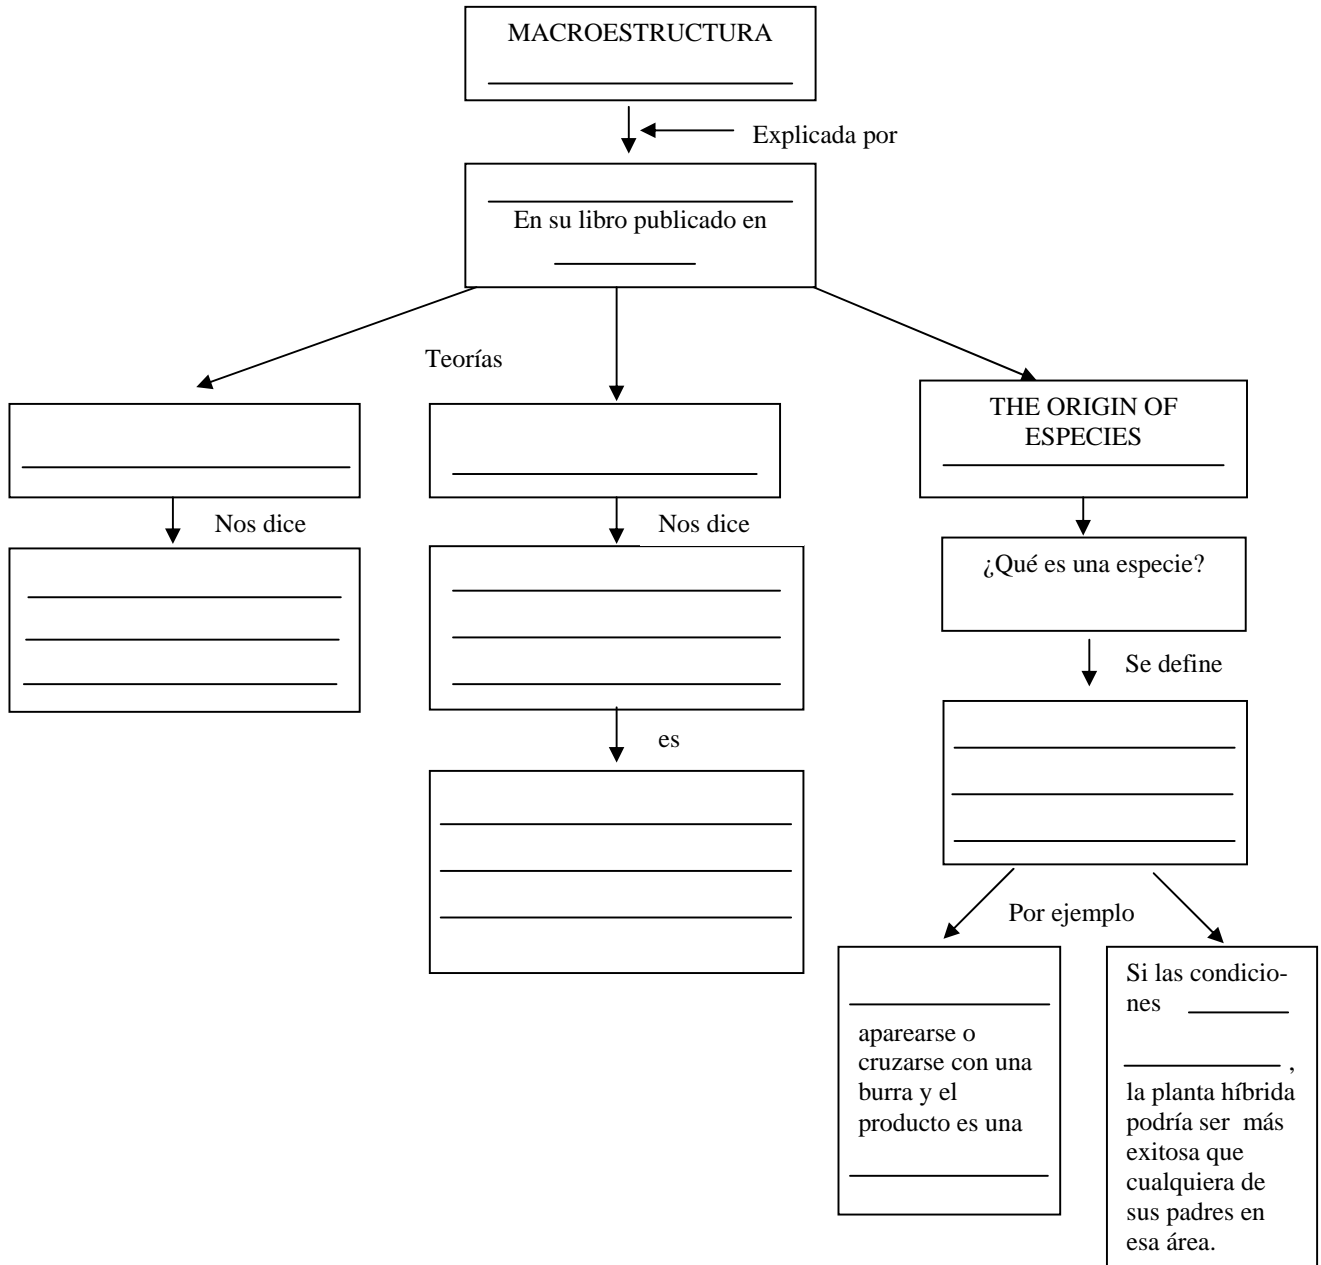 MACROESTRUCTURA
Explicada por
En su libro publicado en
Teorías
THE ORIGIN OF
ESPECIES
Nos dice
Nos dice
¿Qué es una especie?
Se define
es
Por ejemplo
aparearse o
cruzarse con una
burra y el
producto es una
Si las condicio-
nes
,
la planta híbrida
podría ser más
exitosa que
cualquiera de
sus padres en
esa área.